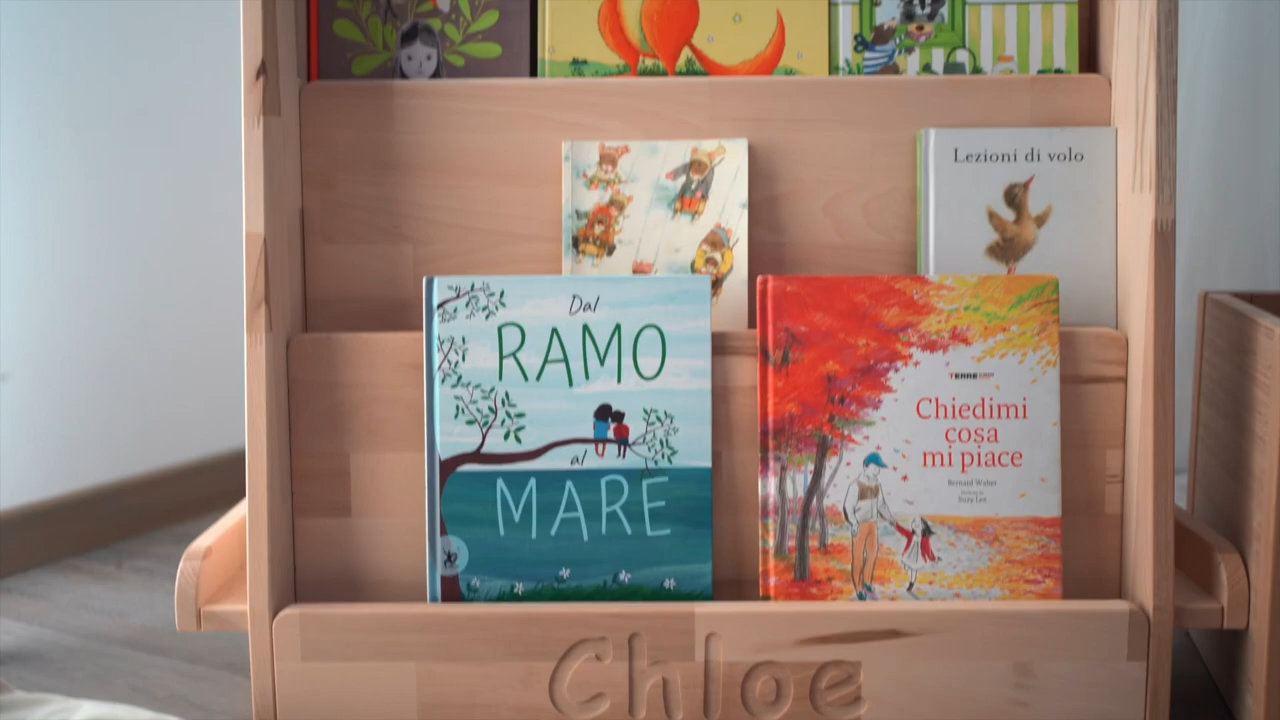 Lezioni di volo
Dal
RAMO
al
MARE
TERRE
Chiedimi
cosa
mi piace
Bernard Waber
Suzy Lee
Chloe